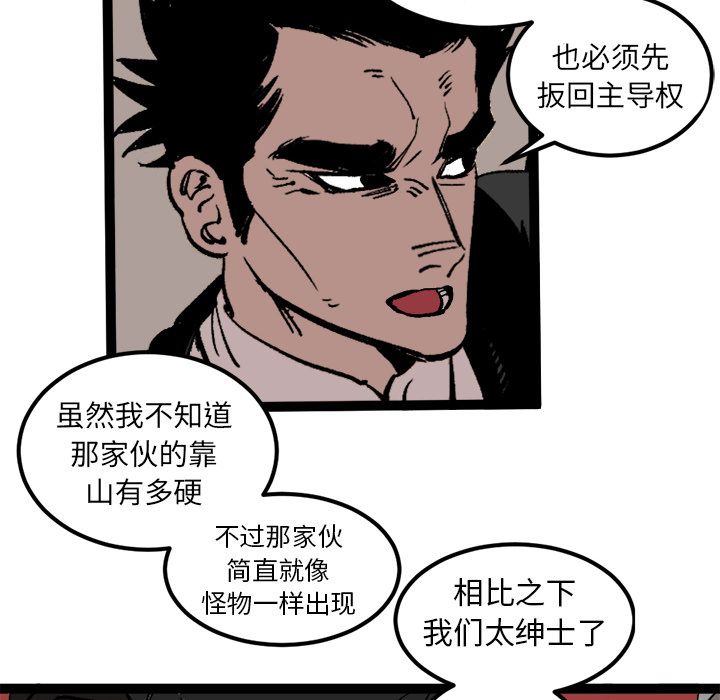 也必须先
扳回主导权
虽然我不知道
那家伙的靠
山有多硬
不过那家伙
简直就像
怪物一样出现
相比之下
我们太绅士了